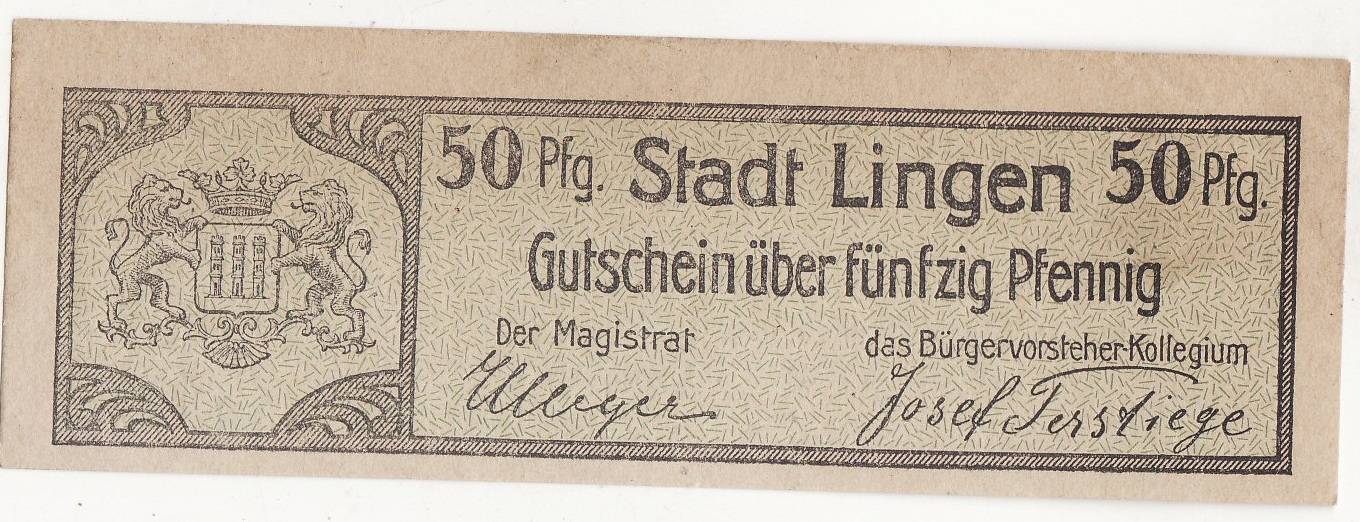 50 Pfg. Stadt Lingen 50 Pfg.
Gutschein über fünfzig Pfennig
Der Magistrat das Bürgervorsteher-Kollegium
Josef Terstiege